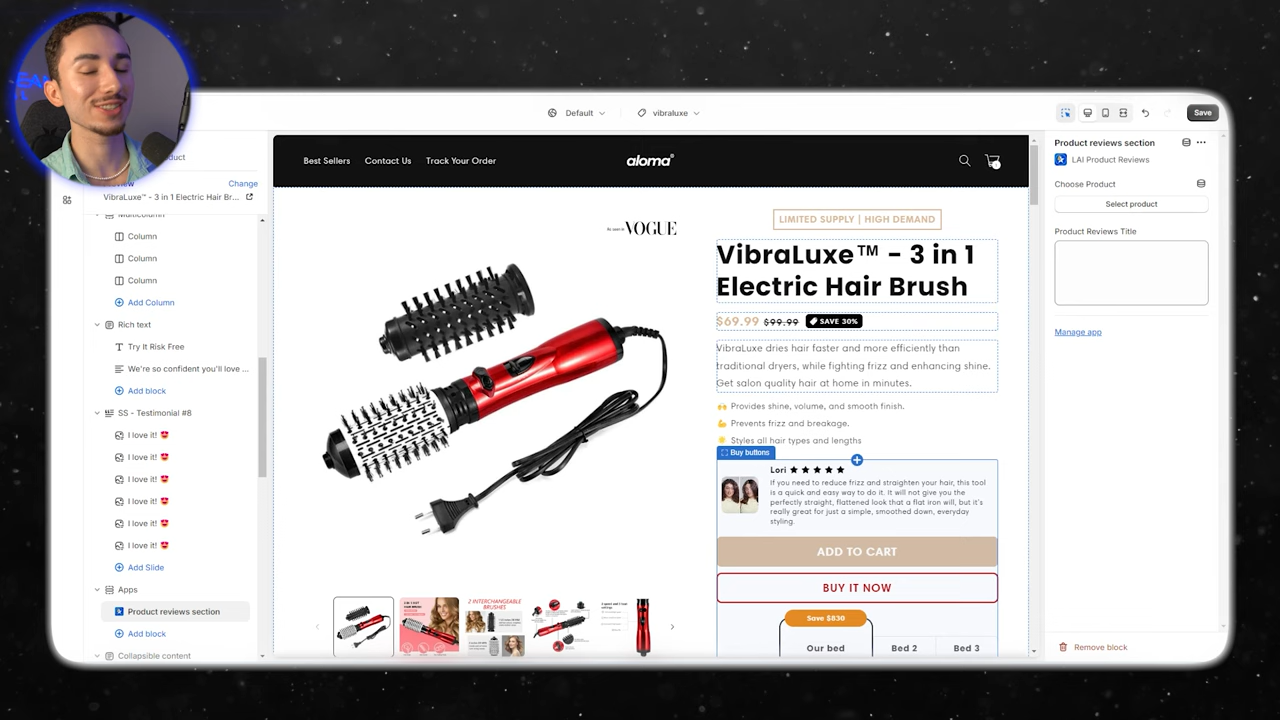 Default
vibraluxe
Save
Change
VibraLuxe™ - 3 in 1 Electric Hair Br...
Multicolumn
Column
Column
Column
Add Column
Rich text
Try It Risk Free
We're so confident you'll love ...
Add block
SS - Testimonial #8
I love it! 😍
I love it! 😍
I love it! 😍
I love it! 😍
I love it! 😍
I love it! 😍
Add Slide
Apps
Product reviews section
Add block
Collapsible content
Best Sellers
Contact Us
Track Your Order
aloma®
As seen in VOGUE
LIMITED SUPPLY | HIGH DEMAND
VibraLuxe™ - 3 in 1
Electric Hair Brush
$69.99 $99.99 SAVE 30%
VibraLuxe dries hair faster and more efficiently than
traditional dryers, while fighting frizz and enhancing shine.
Get salon quality hair at home in minutes.
🙌 Provides shine, volume, and smooth finish.
💪 Prevents frizz and breakage.
🌟 Styles all hair types and lengths
Buy buttons
Lori ★ ★ ★ ★ ★
If you need to reduce frizz and straighten your hair, this tool
is a quick and easy way to do it. It will not give you the
perfectly straight, flattened look that a flat iron will, but it's
really great for just a simple, smoothed down, everyday
styling.
ADD TO CART
BUY IT NOW
Save $830
Our bed
Bed 2
Bed 3
2 INTERCHANGEABLE
BRUSHES
Product reviews section
LAI Product Reviews
Choose Product
Select product
Product Reviews Title
Manage app
Remove block